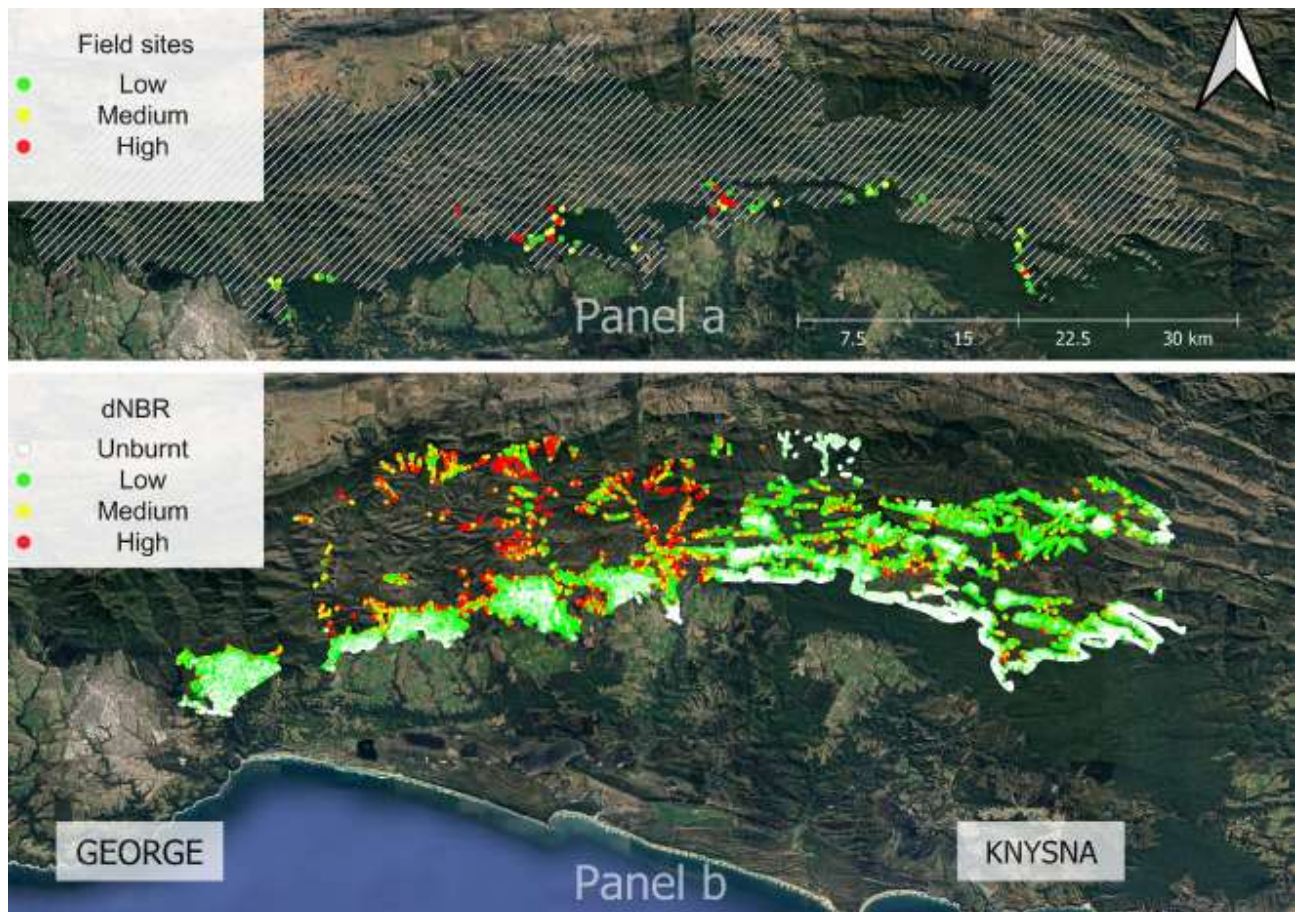 Field sites
Low
Medium
High
Panel a
7.5 15 22.5 30 km
dNBR
Unburnt
Low
Medium
High
GEORGE
KNYSNA
Panel b